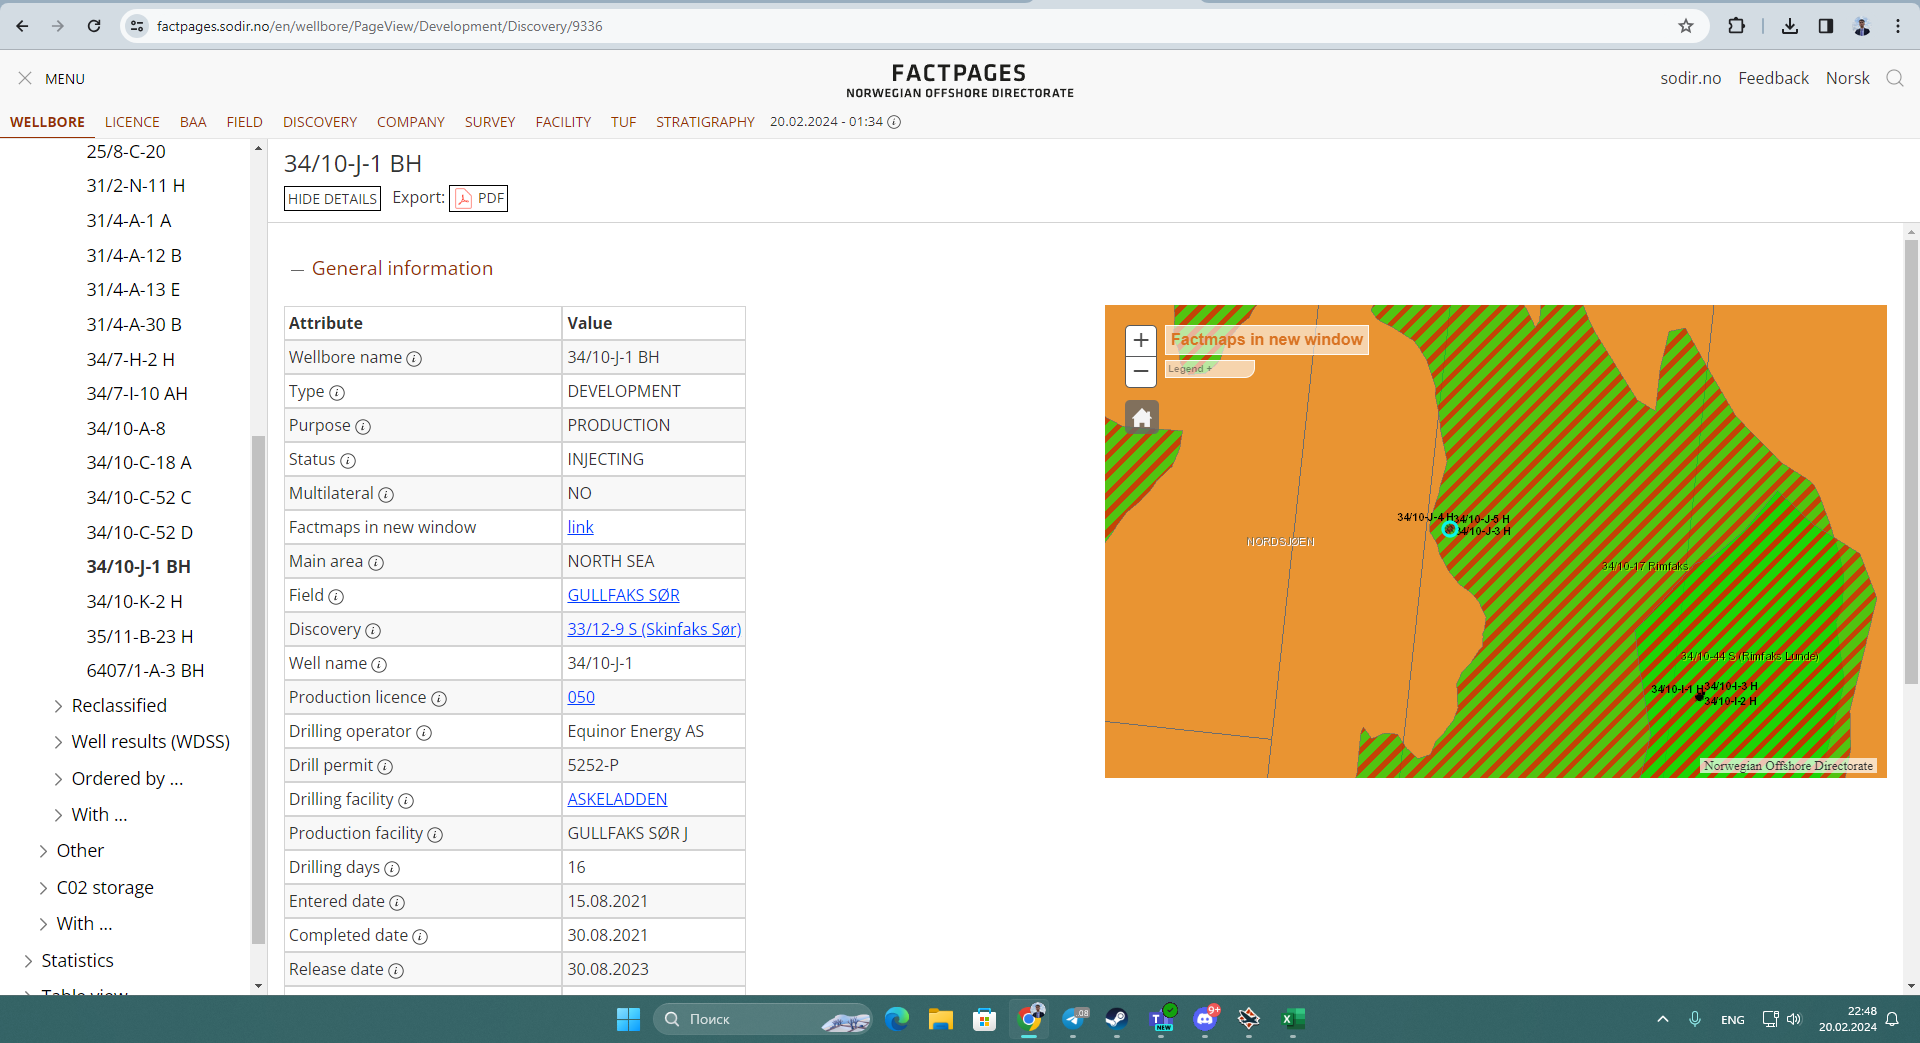 factpages.sodir.no/en/wellbore/PageView/Development/Discovery/9336
MENU
FACTPAGES
NORWEGIAN OFFSHORE DIRECTORATE
sodir.no Feedback Norsk
WELLBORE LICENCE BAA FIELD DISCOVERY COMPANY SURVEY FACILITY TUF STRATIGRAPHY 20.02.2024 - 01:34
25/8-C-20
31/2-N-11 H
31/4-A-1 A
31/4-A-12 B
31/4-A-13 E
31/4-A-30 B
34/7-H-2 H
34/7-I-10 AH
34/10-A-8
34/10-C-18 A
34/10-C-52 C
34/10-C-52 D
34/10-J-1 BH
34/10-K-2 H
35/11-B-23 H
6407/1-A-3 BH
Reclassified
Well results (WDSS)
Ordered by ...
With ...
Other
C02 storage
With ...
Statistics
Table view
34/10-J-1 BH
HIDE DETAILS Export: PDF
General information
Attribute Value
Wellbore name 34/10-J-1 BH
Type DEVELOPMENT
Purpose PRODUCTION
Status INJECTING
Multilateral NO
Factmaps in new window link
Main area NORTH SEA
Field GULLFAKS SØR
Discovery 33/12-9 S (Skinfaks Sør)
Well name 34/10-J-1
Production licence 050
Drilling operator Equinor Energy AS
Drill permit 5252-P
Drilling facility ASKELADDEN
Production facility GULLFAKS SØR J
Drilling days 16
Entered date 15.08.2021
Completed date 30.08.2021
Release date 30.08.2023
+
Factmaps in new window
−
Legend +
34/10-J-4 H 34/10-J-5 H
34/10-J-3 H
NORDSJØEN
34/10-17 Rimfaks
34/10-44 S (Rimfaks Lunde)
34/10-I-1 H 34/10-I-3 H
34/10-I-2 H
Norwegian Offshore Directorate
Поиск
.08
NEW
9+
ENG
22:48
20.02.2024